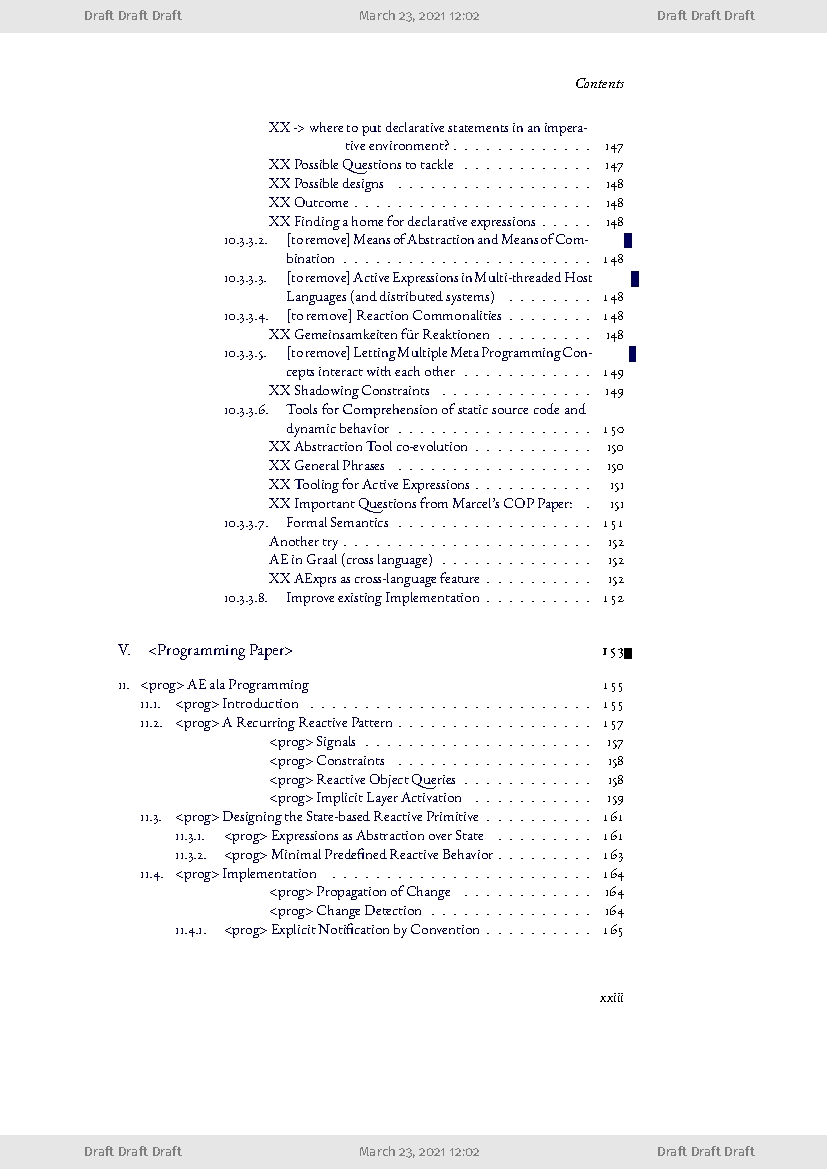 Draft Draft Draft March 23, 2021 12:02 Draft Draft Draft
Contents
XX -> where to put declarative statements in an impera-
tive environment? . . . . . . . . . . . . . 147
XX Possible Questions to tackle . . . . . . . . . . . . 147
XX Possible designs . . . . . . . . . . . . . . . . . . . 148
XX Outcome . . . . . . . . . . . . . . . . . . . . . . . 148
XX Finding a home for declarative expressions . . . . . 148
10.3.3.2. [to remove] Means of Abstraction and Means of Com-
bination . . . . . . . . . . . . . . . . . . . . . . . . 148
10.3.3.3. [to remove] Active Expressions in Multi-threaded Host
Languages (and distributed systems) . . . . . . . . 148
10.3.3.4. [to remove] Reaction Commonalities . . . . . . . . 148
XX Gemeinsamkeiten für Reaktionen . . . . . . . . . 148
10.3.3.5. [to remove] Letting Multiple Meta Programming Con-
cepts interact with each other . . . . . . . . . . . . 149
XX Shadowing Constraints . . . . . . . . . . . . . . 149
10.3.3.6. Tools for Comprehension of static source code and
dynamic behavior . . . . . . . . . . . . . . . . . . . 150
XX Abstraction Tool co-evolution . . . . . . . . . . . 150
XX General Phrases . . . . . . . . . . . . . . . . . . . 150
XX Tooling for Active Expressions . . . . . . . . . . . 151
XX Important Questions from Marcel's COP Paper: . 151
10.3.3.7. Formal Semantics . . . . . . . . . . . . . . . . . . . 151
Another try . . . . . . . . . . . . . . . . . . . . . . . . 152
AE in Graal (cross language) . . . . . . . . . . . . . . 152
XX AExprs as cross-language feature . . . . . . . . . . 152
10.3.3.8. Improve existing Implementation . . . . . . . . . . 152
V. <Programming Paper> 153
11. <prog> AE ala Programming 155
11.1. <prog> Introduction . . . . . . . . . . . . . . . . . . . . . . . . . . . 155
11.2. <prog> A Recurring Reactive Pattern . . . . . . . . . . . . . . . . . . . 157
<prog> Signals . . . . . . . . . . . . . . . . . . . . . . 157
<prog> Constraints . . . . . . . . . . . . . . . . . . . 158
<prog> Reactive Object Queries . . . . . . . . . . . . 158
<prog> Implicit Layer Activation . . . . . . . . . . . 159
11.3. <prog> Designing the State-based Reactive Primitive . . . . . . . . . . 161
11.3.1. <prog> Expressions as Abstraction over State . . . . . . . . . 161
11.3.2. <prog> Minimal Predefined Reactive Behavior . . . . . . . . . 163
11.4. <prog> Implementation . . . . . . . . . . . . . . . . . . . . . . . . . 164
<prog> Propagation of Change . . . . . . . . . . . . 164
<prog> Change Detection . . . . . . . . . . . . . . . 164
11.4.1. <prog> Explicit Notification by Convention . . . . . . . . . . 165
xxiii
Draft Draft Draft March 23, 2021 12:02 Draft Draft Draft